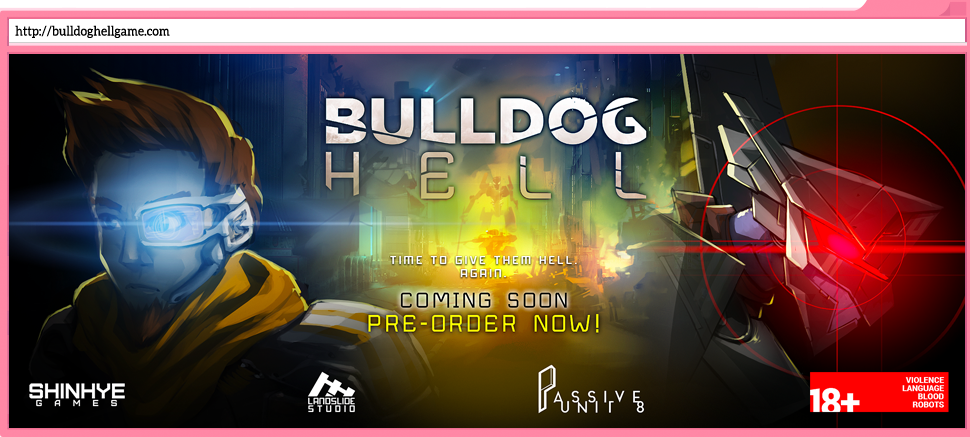 http://bulldoghellgame.com
BULLDOG
HELL
TIME TO GIVE THEM HELL.
AGAIN.
COMING SOON
PRE-ORDER NOW!
SHINHYE
GAMES
LANDSLIDE
STUDIO
PASSIVE
UNIT 8
18+
VIOLENCE
LANGUAGE
BLOOD
ROBOTS